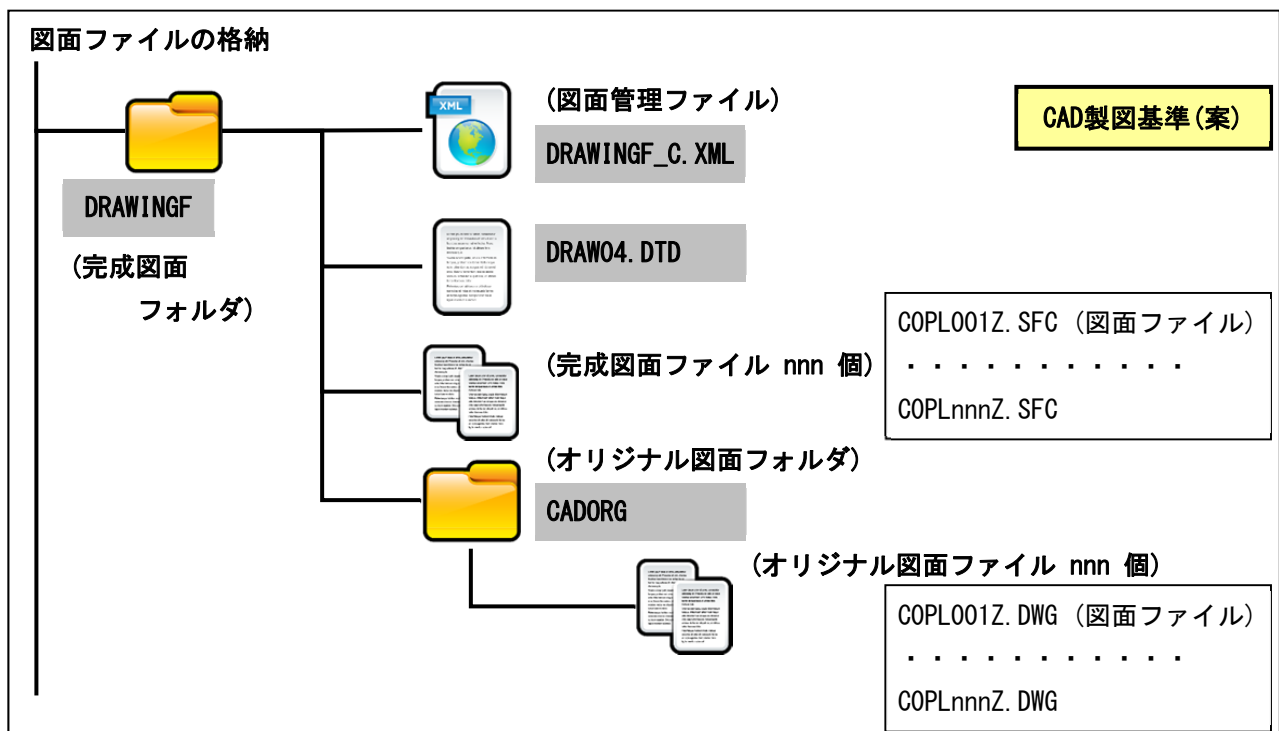 図面ファイルの格納
XML
(図面管理ファイル)
DRAWINGF_C.XML
CAD製図基準(案)
DRAWINGF
(完成図面
フォルダ)
DRAW04.DTD
(完成図面ファイル nnn 個)
C0PL001Z.SFC (図面ファイル)
・・・・・・・・・・・
C0PLnnnZ.SFC
(オリジナル図面フォルダ)
CADORG
(オリジナル図面ファイル nnn 個)
C0PL001Z.DWG (図面ファイル)
・・・・・・・・・・・
C0PLnnnZ.DWG